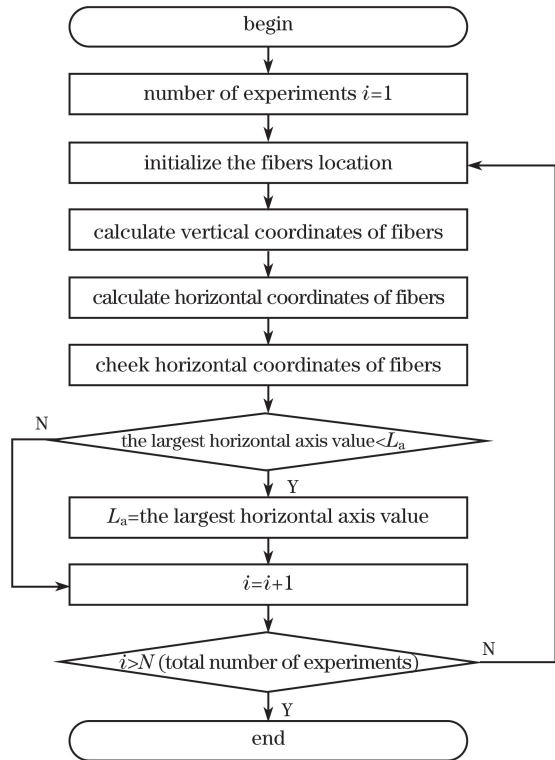 begin
number of experiments i=1
initialize the fibers location
calculate vertical coordinates of fibers
calculate horizontal coordinates of fibers
cheek horizontal coordinates of fibers
N
the largest horizontal axis value<Lₐ
Y
Lₐ=the largest horizontal axis value
i=i+1
i>N (total number of experiments)
N
Y
end